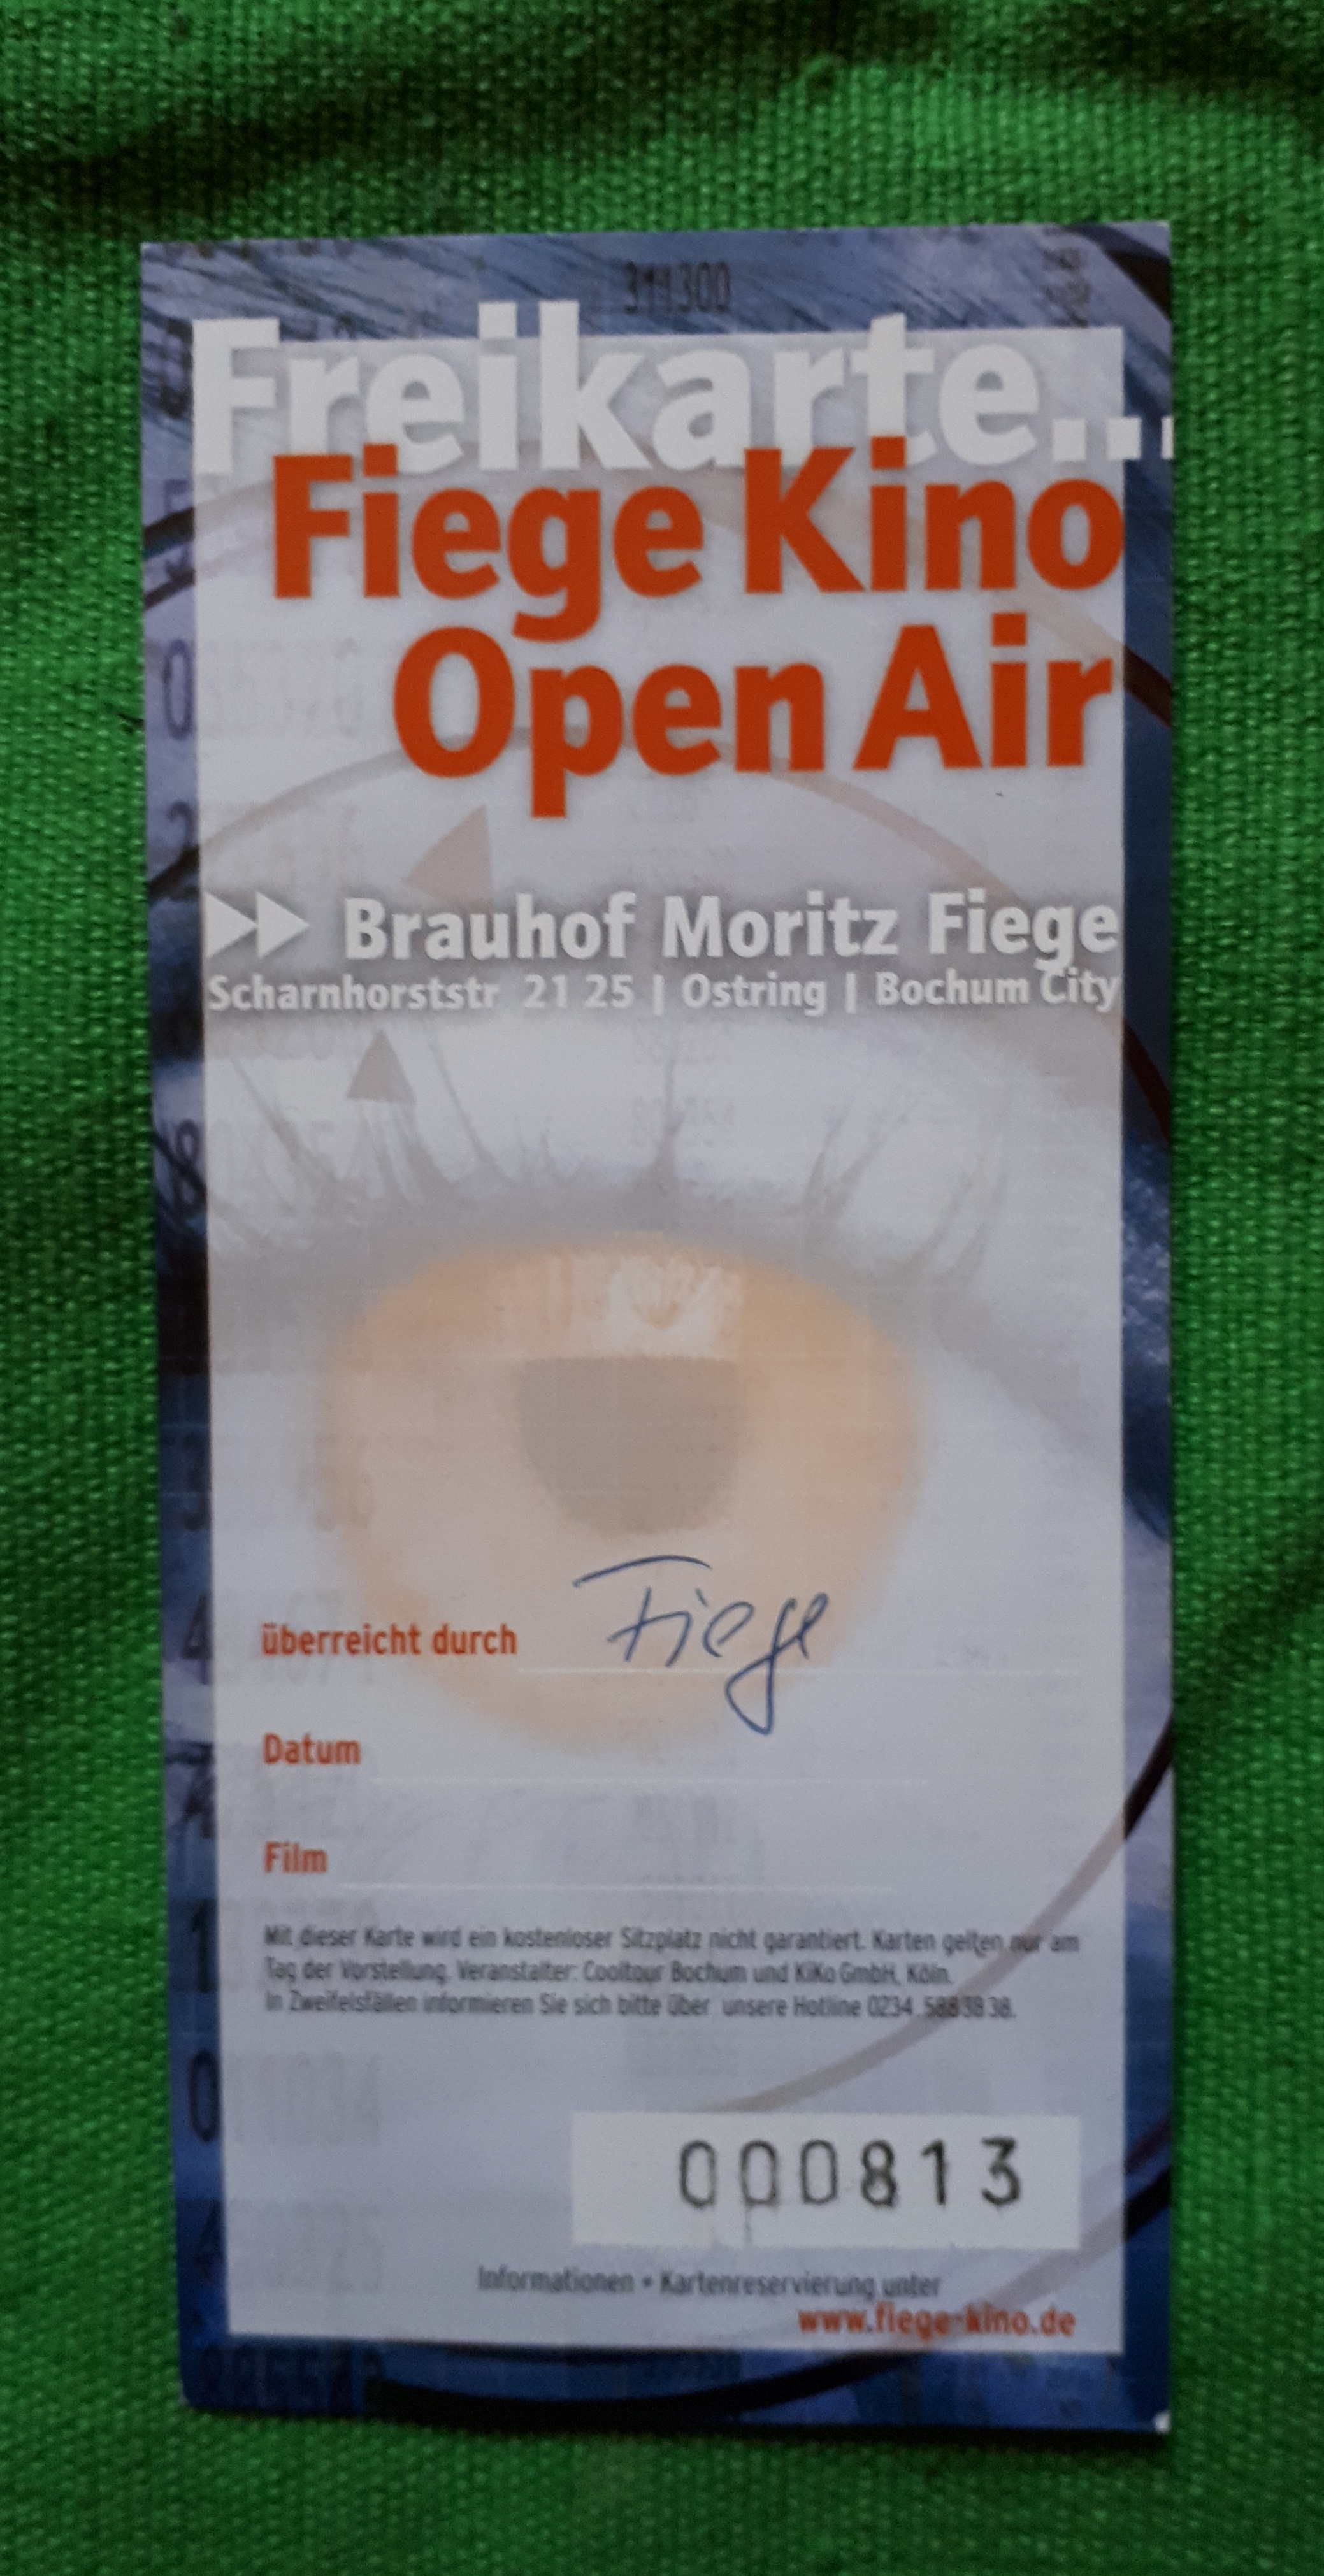 311300
Freikarte...
Fiege Kino
Open Air
Brauhof Moritz Fiege
Scharnhorststr 21 25 | Ostring | Bochum City
überreicht durch Fiege
Datum
Film
Mit dieser Karte wird ein kostenloser Sitzplatz nicht garantiert. Karten gelten nur am
Tag der Vorstellung. Veranstalter: Cooltour Bochum und KiKo GmbH, Köln.
In Zweifelsfällen informieren Sie sich bitte über unsere Hotline 0234 . 588 38 38.
000813
Informationen + Kartenreservierung unter
www.fiege-kino.de